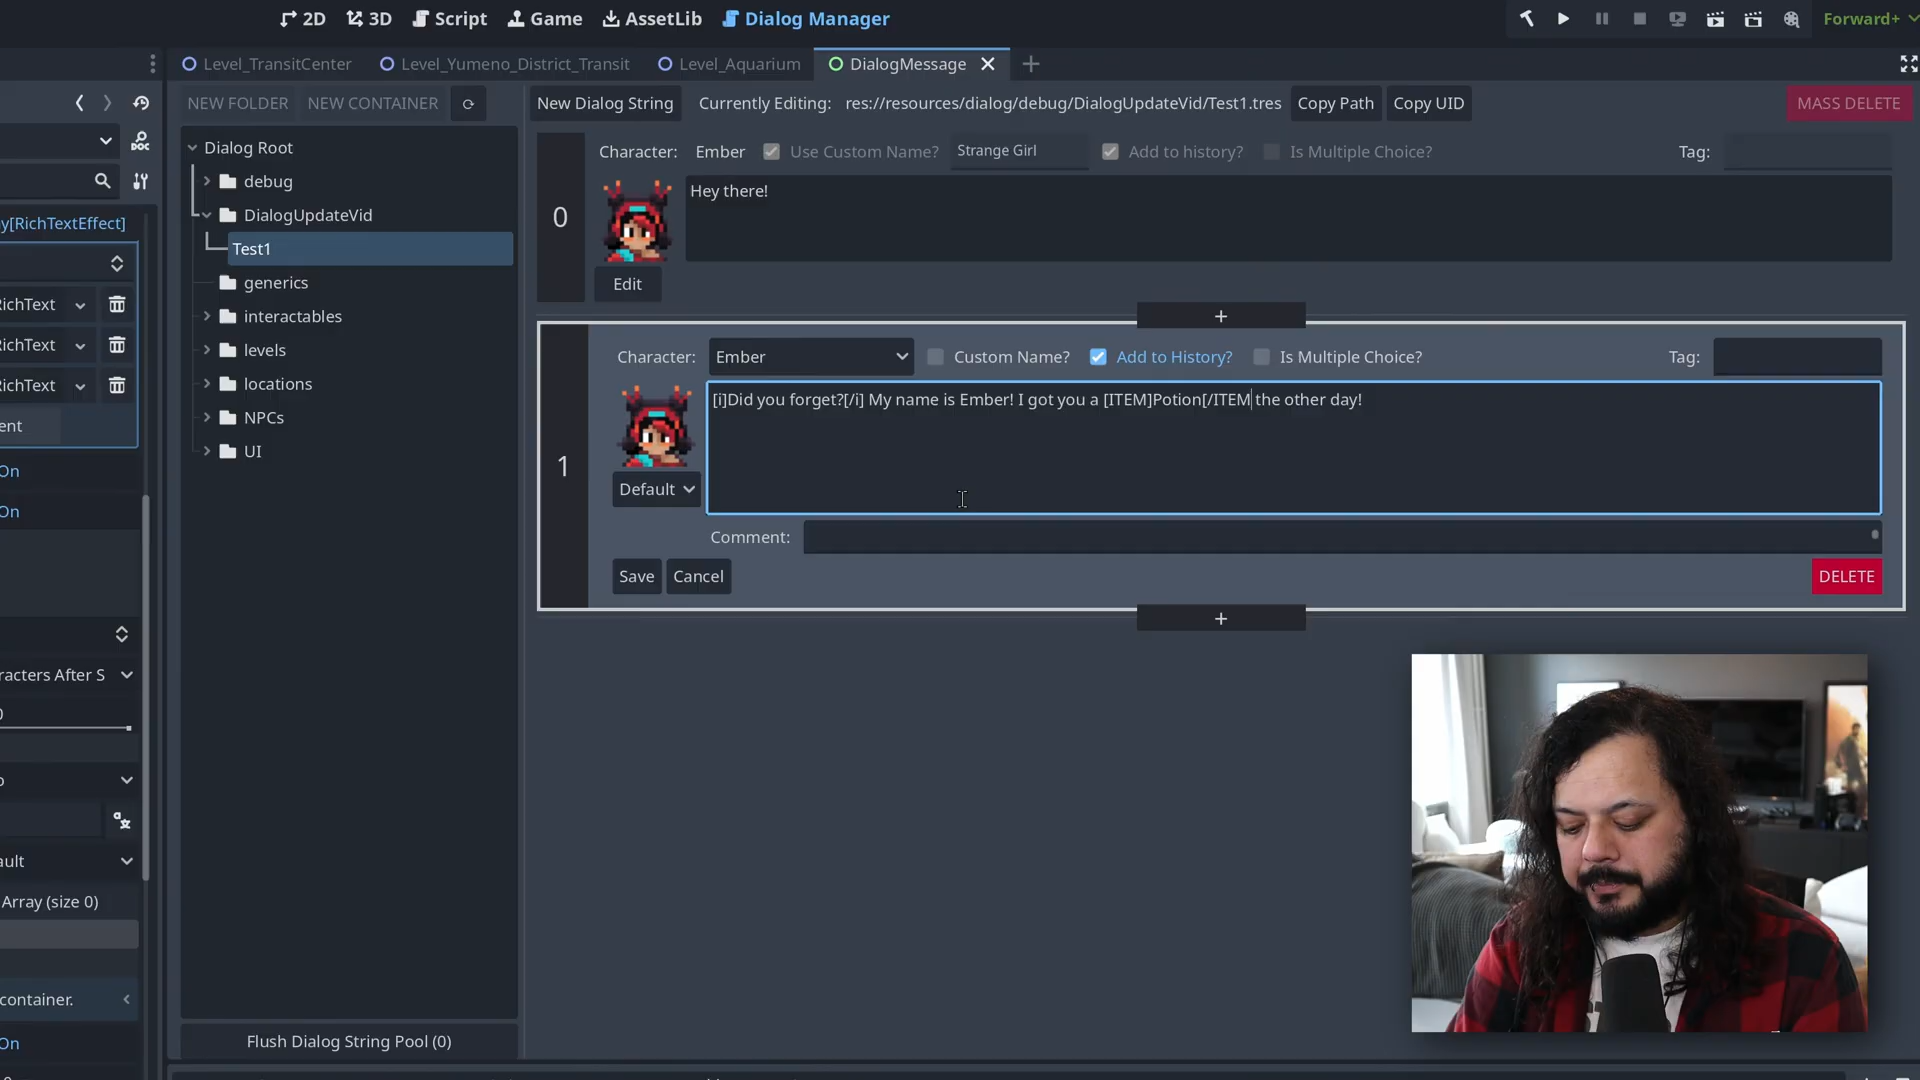 2D 3D Script Game AssetLib Dialog Manager Forward+
Level_TransitCenter Level_Yumeno_District_Transit Level_Aquarium DialogMessage
NEW FOLDER NEW CONTAINER New Dialog String Currently Editing: res://resources/dialog/debug/DialogUpdateVid/Test1.tres Copy Path Copy UID MASS DELETE
Dialog Root
debug
DialogUpdateVid
Test1
generics
interactables
levels
locations
NPCs
UI
Flush Dialog String Pool (0)
y[RichTextEffect]
RichText
RichText
RichText
ent
On
On
racters After S
0
ault
Array (size 0)
container.
On
Character: Ember Use Custom Name? Strange Girl Add to history? Is Multiple Choice? Tag:
0
Hey there!
Edit
+
Character: Ember Custom Name? Add to History? Is Multiple Choice? Tag:
1
[i]Did you forget?[/i] My name is Ember! I got you a [ITEM]Potion[/ITEM the other day!
Default
Comment:
Save Cancel DELETE
+